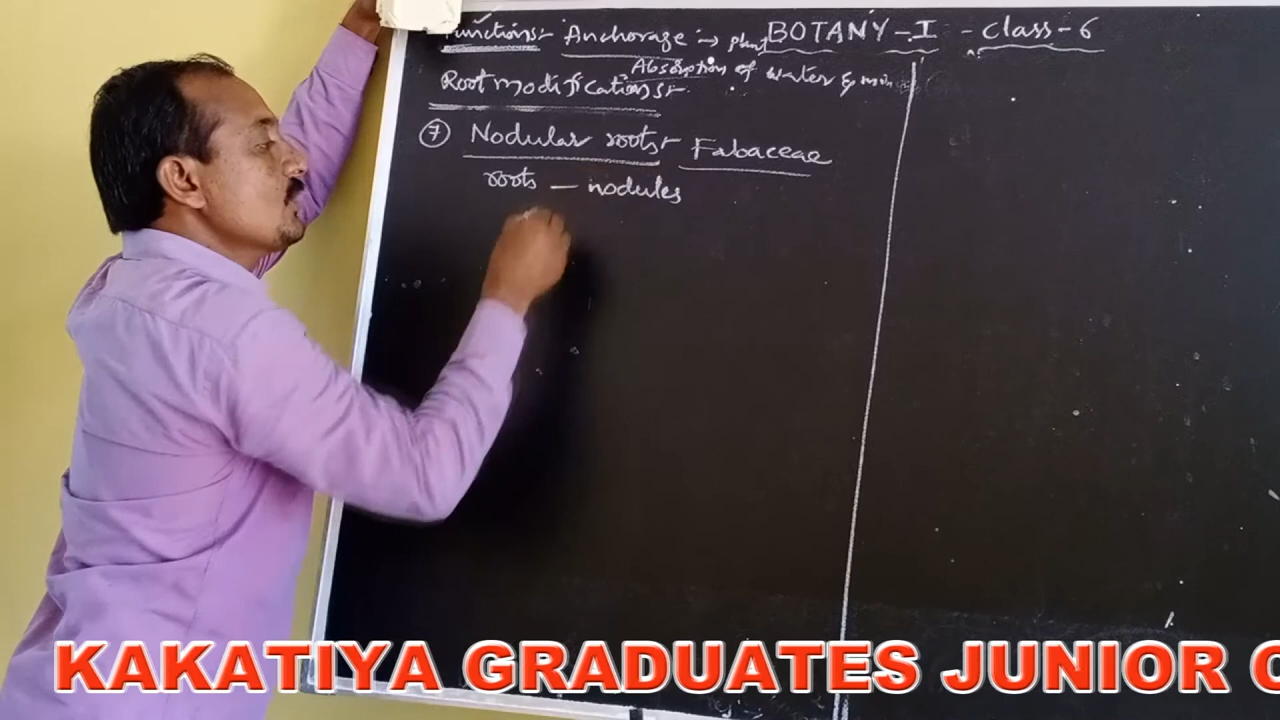 Functions:- Anchorage → plant BOTANY - I - Class - 6
Absorption of water & min
Root modifications:-
7 Nodular roots:- Fabaceae
roots — nodules
KAKATIYA GRADUATES JUNIOR C